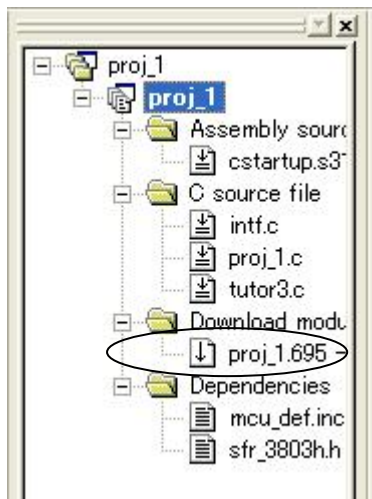 proj_1
proj_1
Assembly sourc
cstartup.s3
C source file
intf.c
proj_1.c
tutor3.c
Download modu
proj_1.695 -
Dependencies
mcu_def.inc
sfr_3803h.h